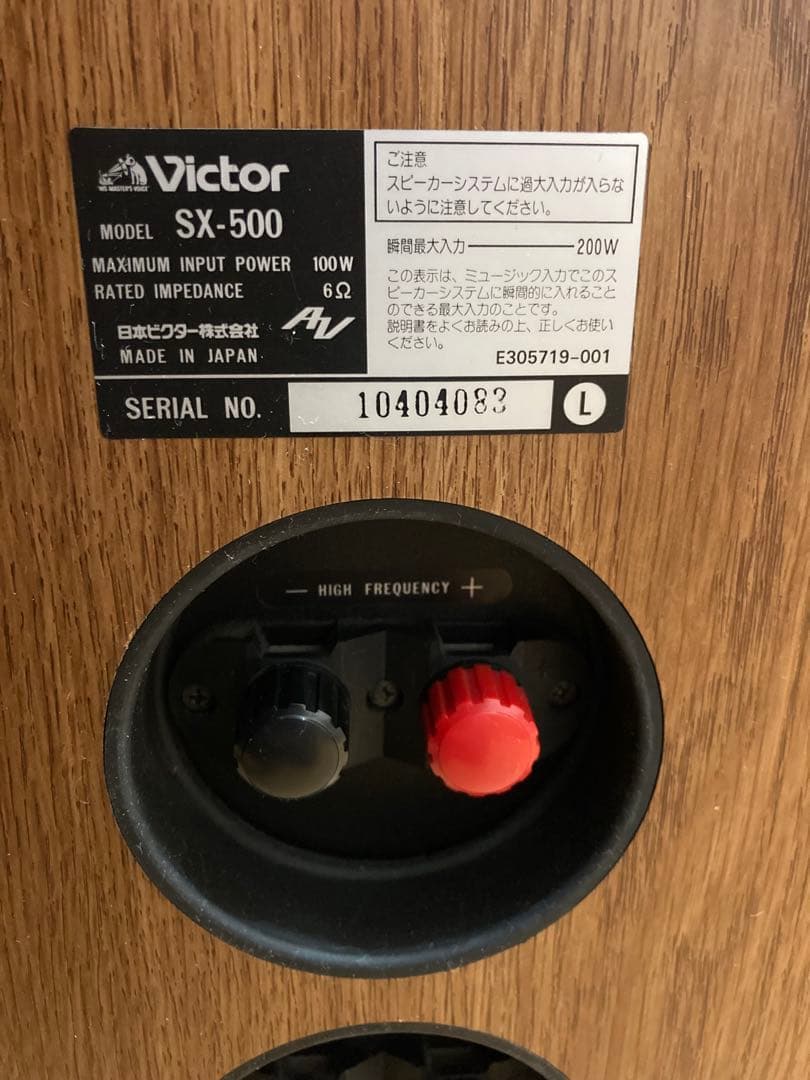 "HIS MASTER'S VOICE"
Victor
MODEL SX-500
MAXIMUM INPUT POWER 100W
RATED IMPEDANCE 6Ω
日本ビクター株式会社
AV
MADE IN JAPAN
ご注意
スピーカーシステムに過大入力が入らな
いように注意してください。
瞬間最大入力 200W
この表示は、ミュージック入力でこのス
ピーカーシステムに瞬間的に入れること
のできる最大入力のことです。
説明書をよくお読みの上、正しくお使い
ください。
E305719-001
SERIAL NO. 10404083 L
− HIGH FREQUENCY +